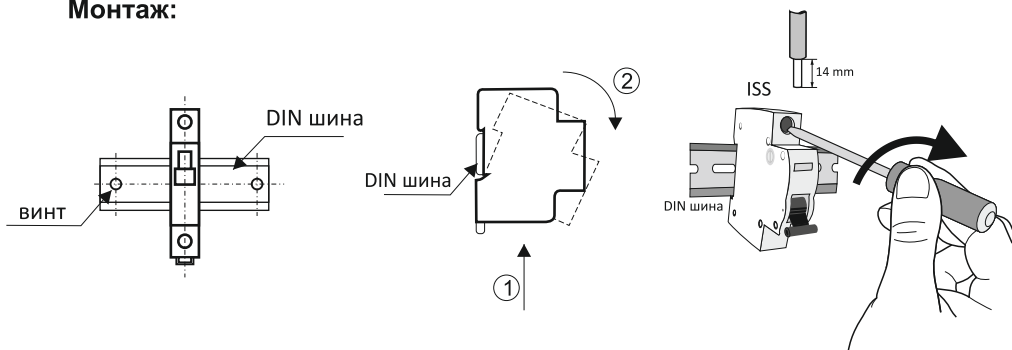 Монтаж:
DIN шина
винт
DIN шина
2
1
14 mm
ISS
DIN шина